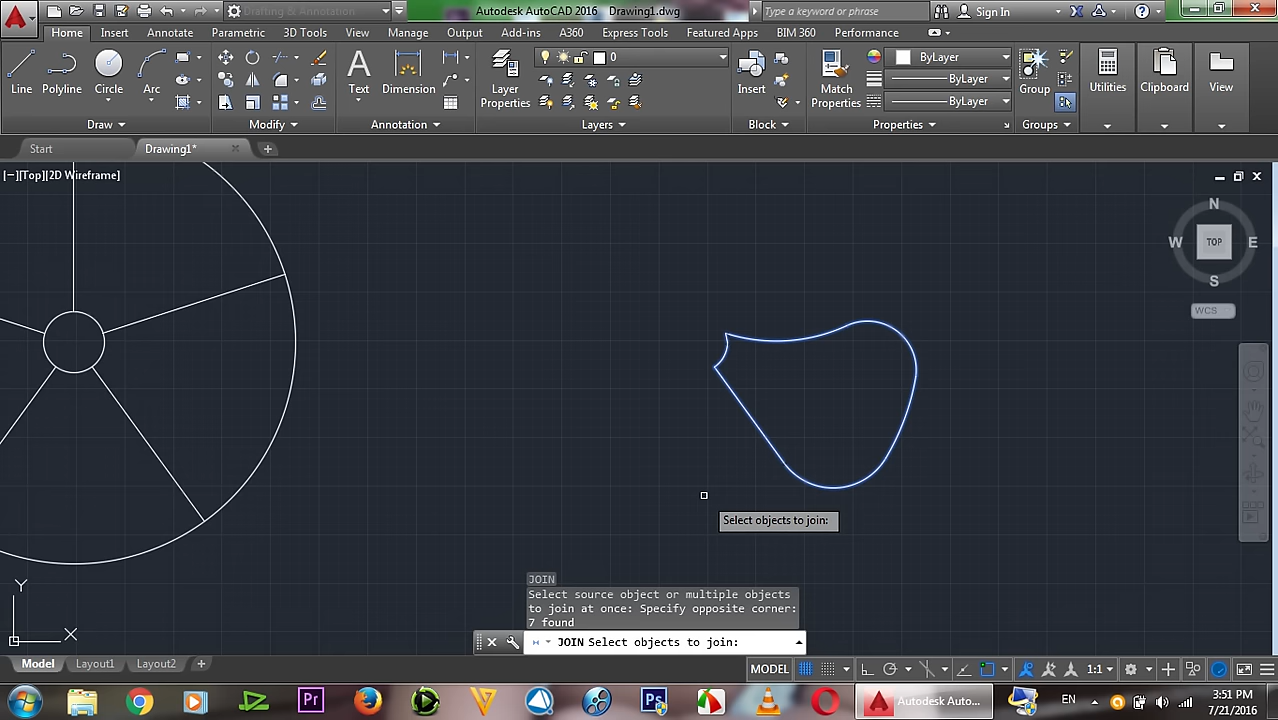 Drafting & Annotation
Autodesk AutoCAD 2016 Drawing1.dwg
Type a keyword or phrase
Sign In
Home Insert Annotate Parametric 3D Tools View Manage Output Add-ins A360 Express Tools Featured Apps BIM 360 Performance
0
ByLayer
ByLayer
ByLayer
Line Polyline Circle Arc Text Dimension Layer Properties Insert Match Properties Group Utilities Clipboard View
Draw Modify Annotation Layers Block Properties Groups
Start Drawing1* +
[−][Top][2D Wireframe]
N
W TOP E
S
WCS
Select objects to join:
JOIN
Select source object or multiple objects
to join at once: Specify opposite corner:
7 found
JOIN Select objects to join:
Y
X
Model Layout1 Layout2 +
MODEL 1:1
Pr Ps Autodesk Auto... EN
3:51 PM
7/21/2016